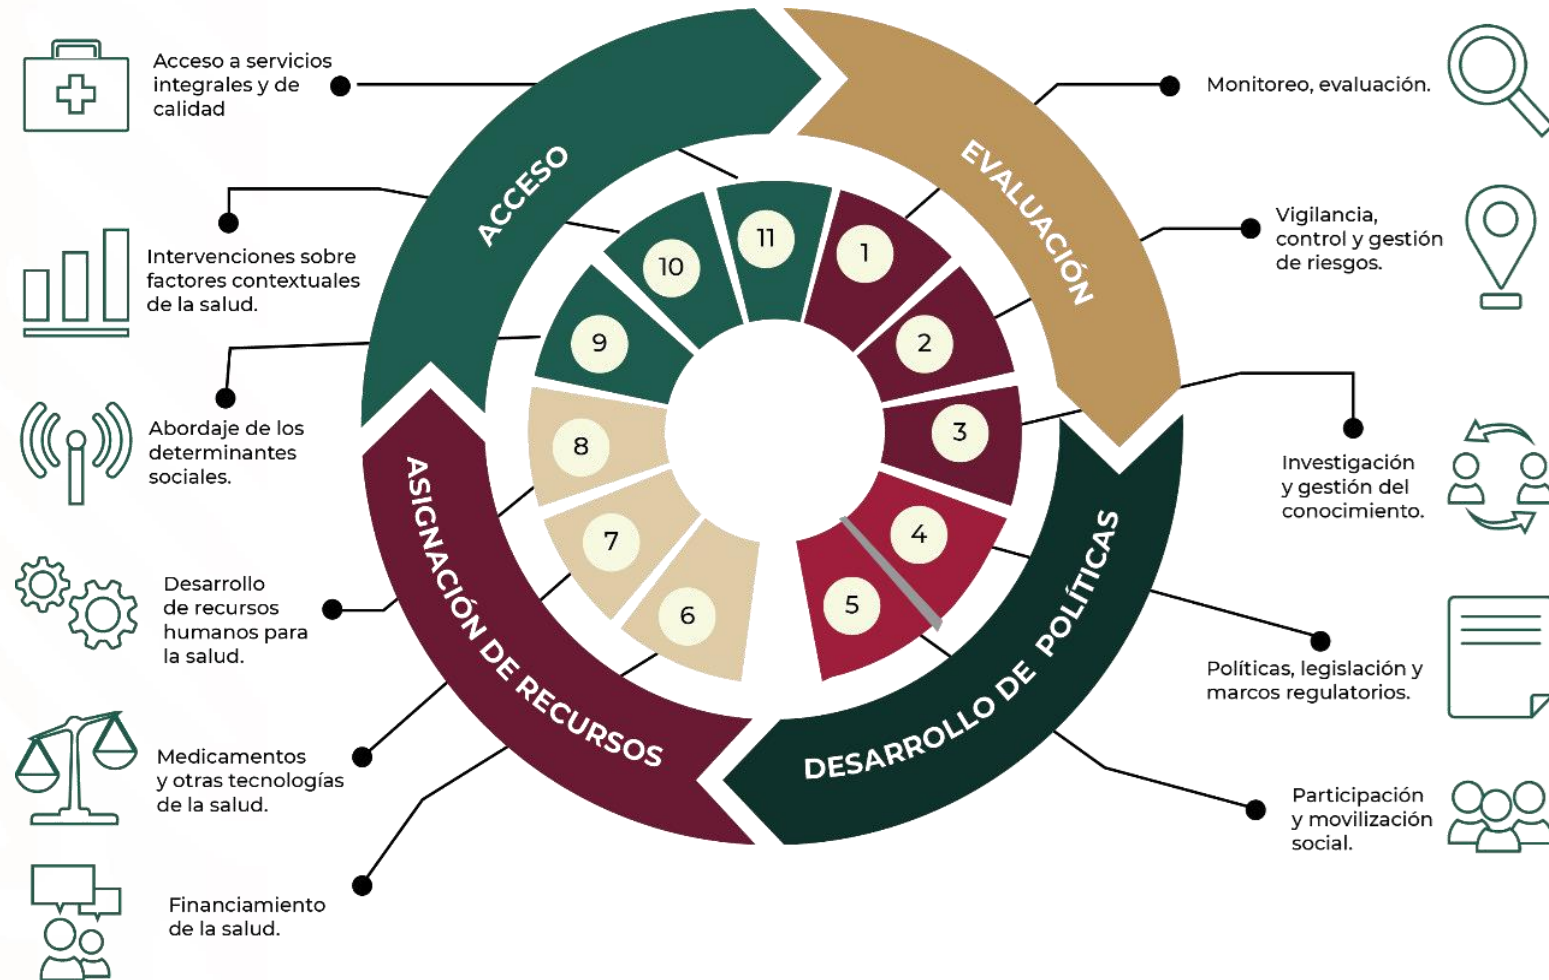 Acceso a servicios
integrales y de
calidad
Intervenciones sobre
factores contextuales
de la salud.
Abordaje de los
determinantes
sociales.
Desarrollo
de recursos
humanos para
la salud.
Medicamentos
y otras tecnologías
de la salud.
Financiamiento
de la salud.
ACCESO
EVALUACIÓN
DESARROLLO DE POLÍTICAS
ASIGNACIÓN DE RECURSOS
1
2
3
4
5
6
7
8
9
10
11
Monitoreo, evaluación.
Vigilancia,
control y gestión
de riesgos.
Investigación
y gestión del
conocimiento.
Políticas, legislación y
marcos regulatorios.
Participación
y movilización
social.